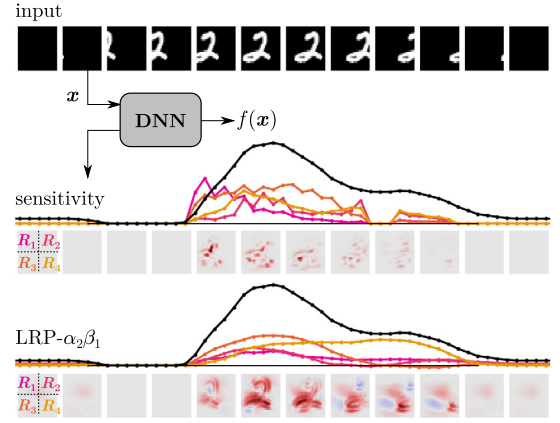 input
x
DNN
f(x)
sensitivity
R₁ R₂
R₃ R₄
LRP-α₂β₁
R₁ R₂
R₃ R₄